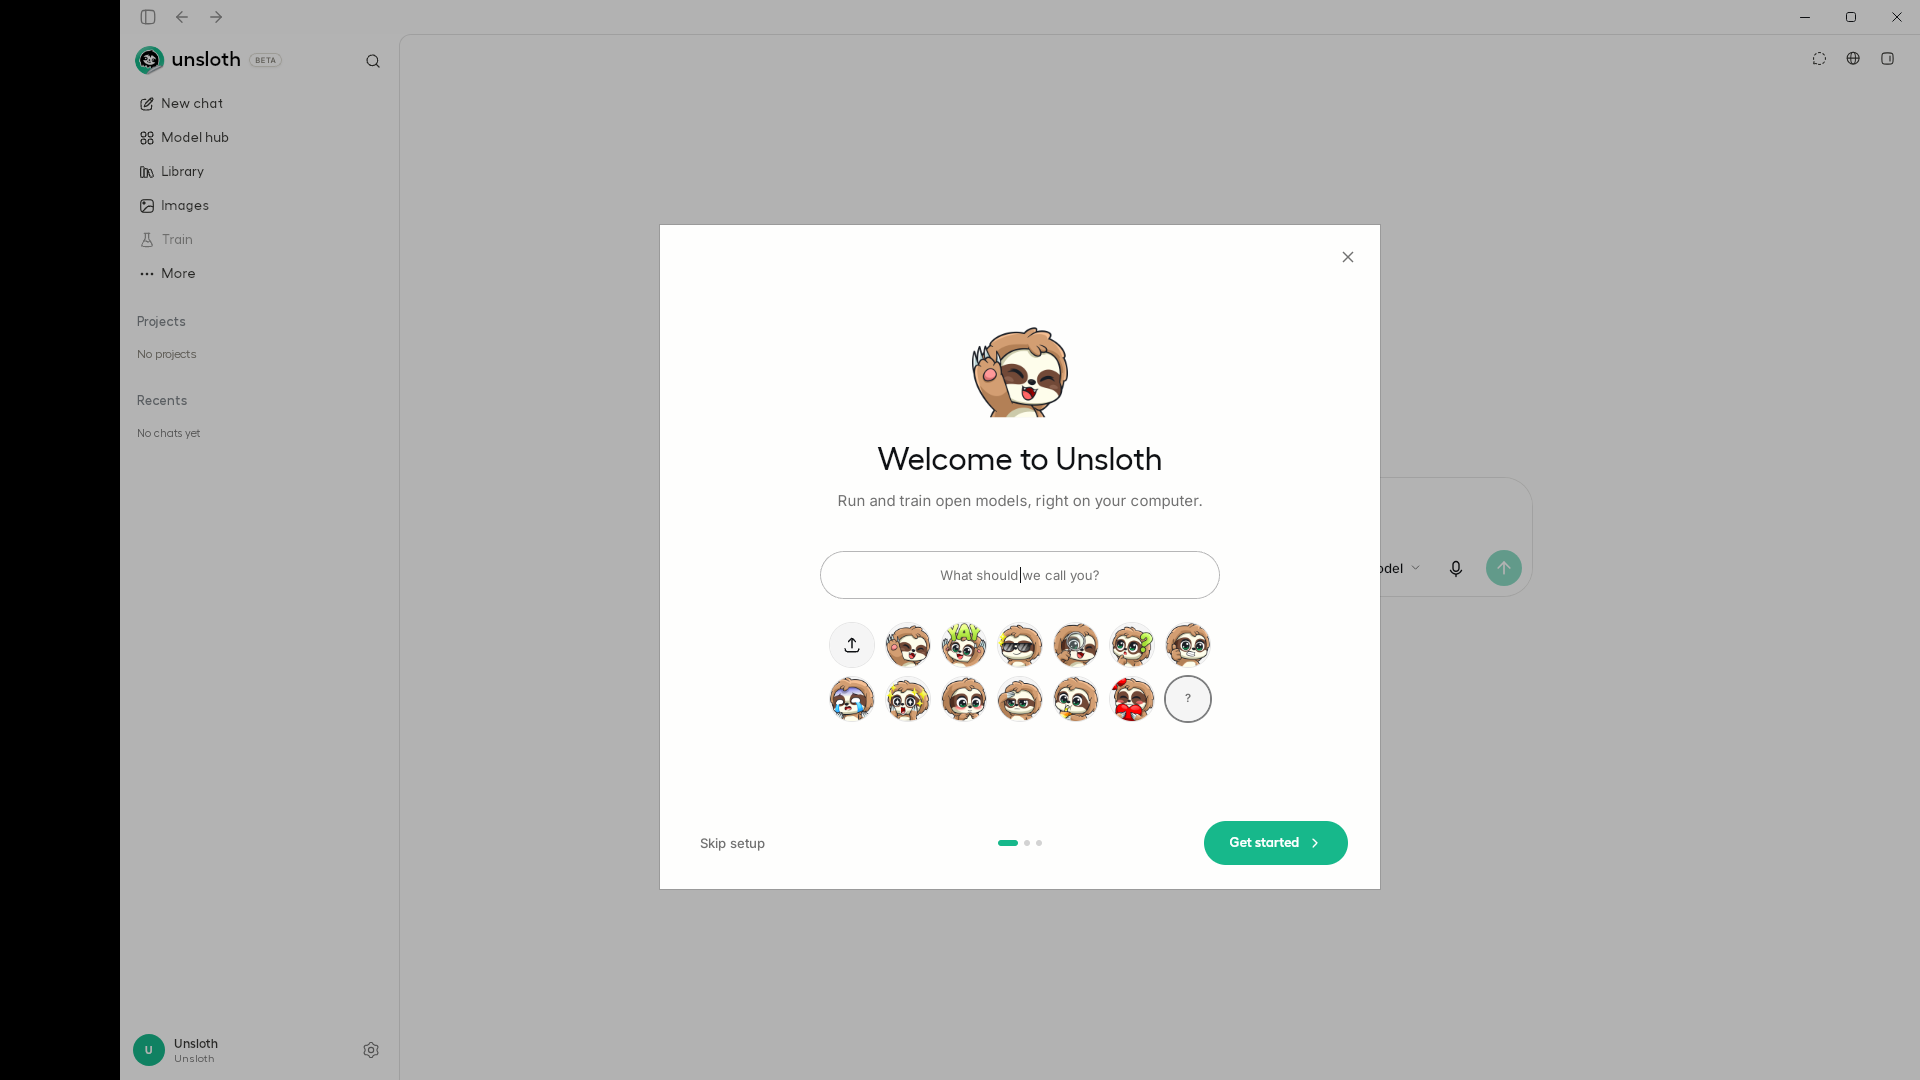 unsloth BETA
New chat
Model hub
Library
Images
Train
More
Projects
No projects
Recents
No chats yet
Welcome to Unsloth
Run and train open models, right on your computer.
What should we call you?
YAY
?
?
Skip setup
Get started
U
Unsloth
Unsloth